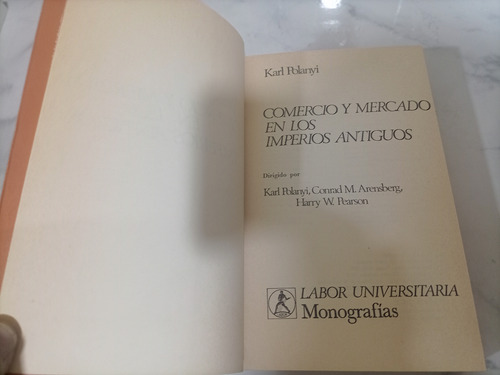 Karl Polanyi
COMERCIO Y MERCADO
EN LOS
IMPERIOS ANTIGUOS
Dirigido por
Karl Polanyi, Conrad M. Arensberg,
Harry W. Pearson
LABOR UNIVERSITARIA
Monografías